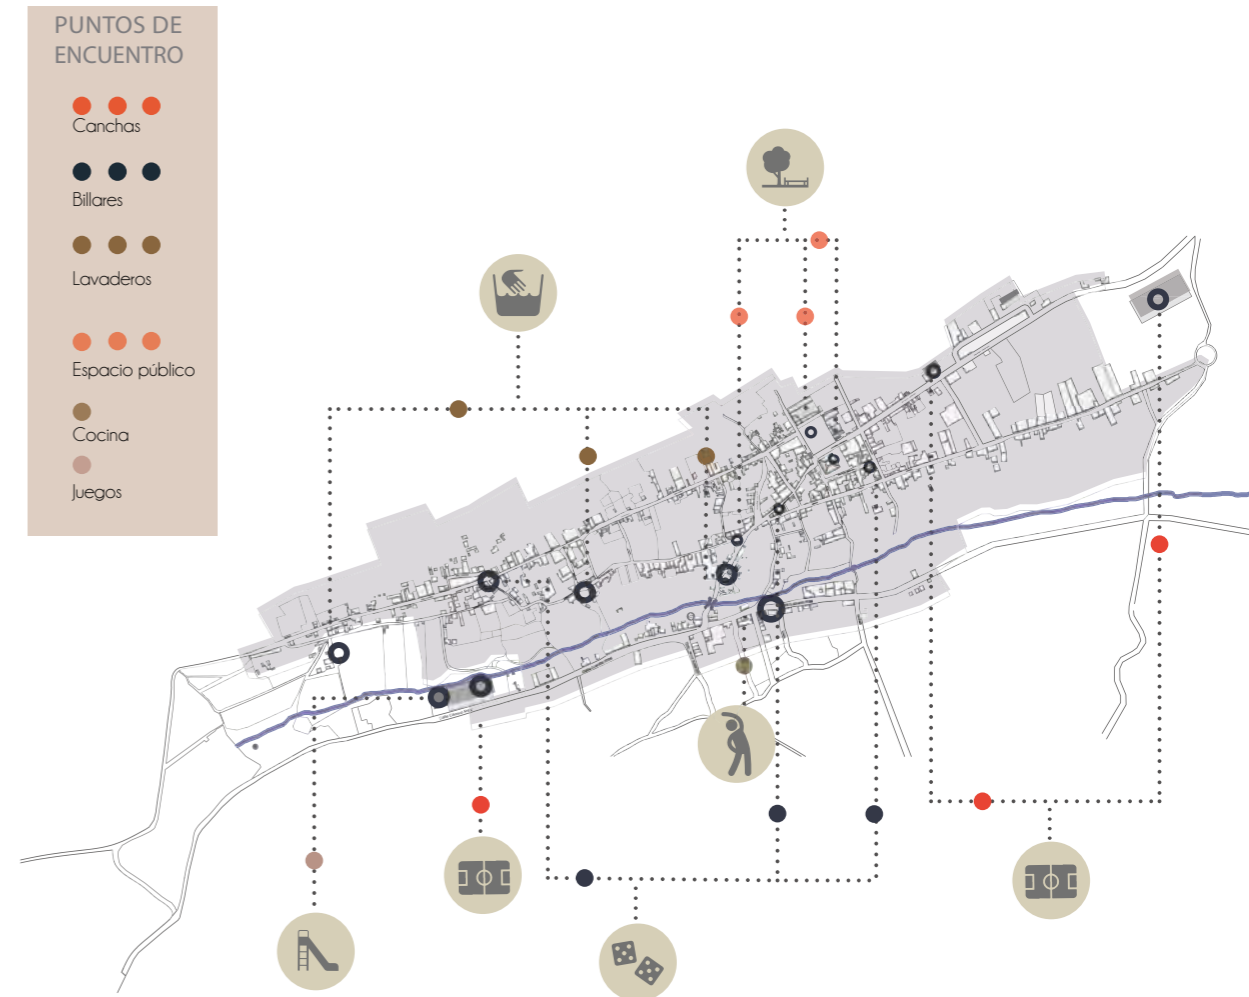 PUNTOS DE
ENCUENTRO
Canchas
Billares
Lavaderos
Espacio público
Cocina
Juegos